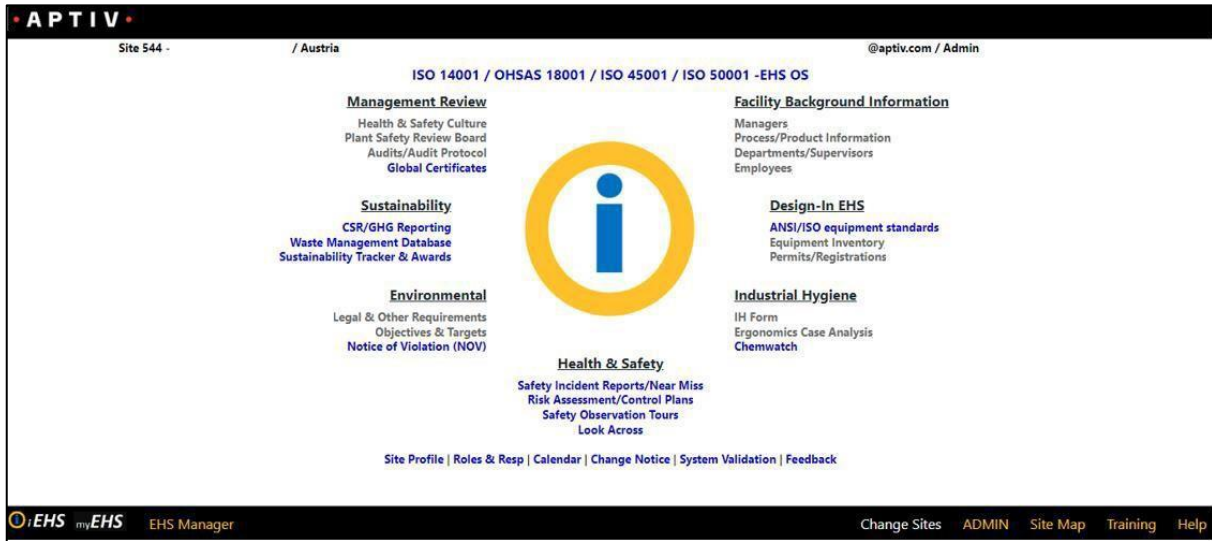 • A P T I V •
Site 544 - / Austria @aptiv.com / Admin
ISO 14001 / OHSAS 18001 / ISO 45001 / ISO 50001 -EHS OS
Management Review
Health & Safety Culture
Plant Safety Review Board
Audits/Audit Protocol
Global Certificates
Facility Background Information
Managers
Process/Product Information
Departments/Supervisors
Employees
Sustainability
CSR/GHG Reporting
Waste Management Database
Sustainability Tracker & Awards
Design-In EHS
ANSI/ISO equipment standards
Equipment Inventory
Permits/Registrations
Environmental
Legal & Other Requirements
Objectives & Targets
Notice of Violation (NOV)
Industrial Hygiene
IH Form
Ergonomics Case Analysis
Chemwatch
i
Health & Safety
Safety Incident Reports/Near Miss
Risk Assessment/Control Plans
Safety Observation Tours
Look Across
Site Profile | Roles & Resp | Calendar | Change Notice | System Validation | Feedback
i iEHS myEHS EHS Manager Change Sites ADMIN Site Map Training Help